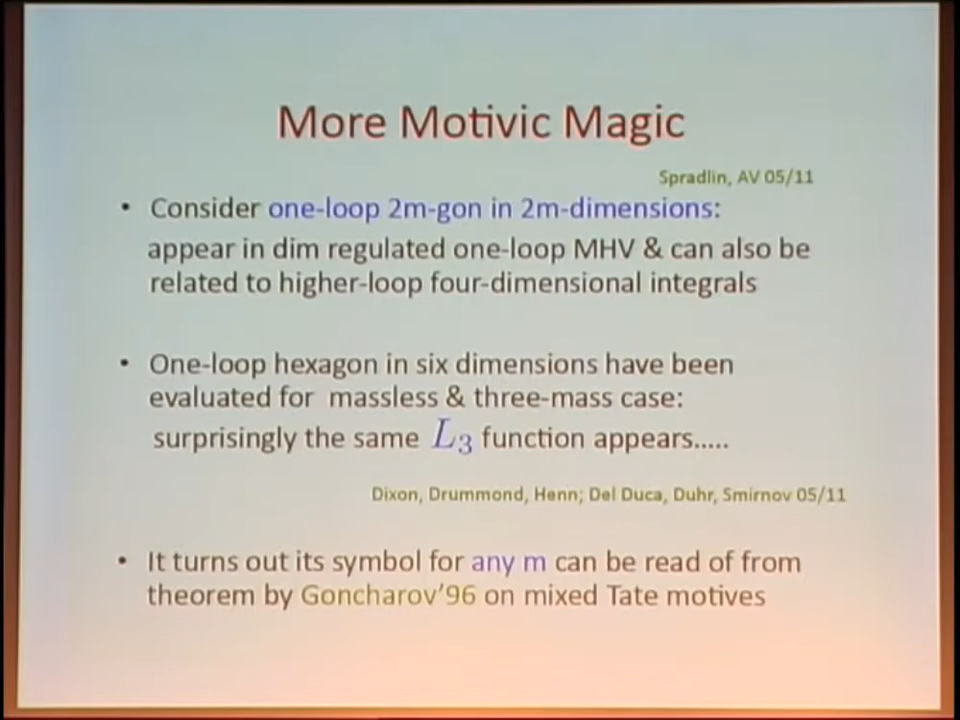 More Motivic Magic
Spradlin, AV 05/11
• Consider one-loop 2m-gon in 2m-dimensions:
appear in dim regulated one-loop MHV & can also be
related to higher-loop four-dimensional integrals
• One-loop hexagon in six dimensions have been
evaluated for massless & three-mass case:
surprisingly the same L₃ function appears.....
Dixon, Drummond, Henn; Del Duca, Duhr, Smirnov 05/11
• It turns out its symbol for any m can be read of from
theorem by Goncharov'96 on mixed Tate motives